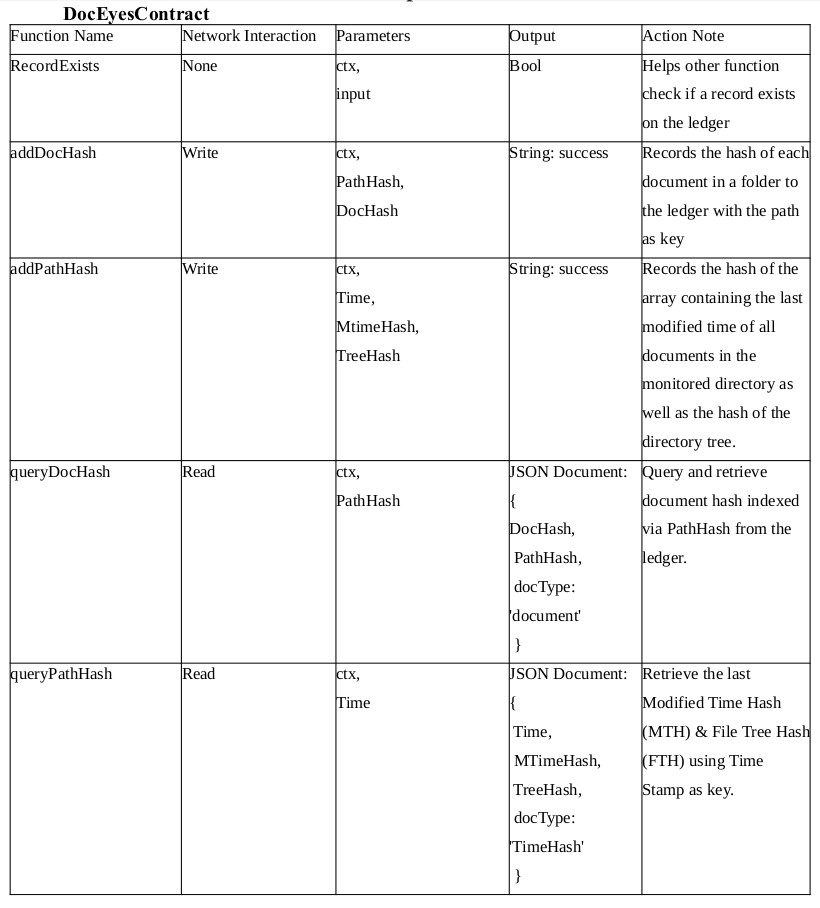 DocEyesContract
Function Name Network Interaction Parameters Output Action Note
RecordExists None ctx, Bool Helps other function
input check if a record exists
on the ledger
addDocHash Write ctx, String: success Records the hash of each
PathHash, document in a folder to
DocHash the ledger with the path
as key
addPathHash Write ctx, String: success Records the hash of the
Time, array containing the last
MtimeHash, modified time of all
TreeHash documents in the
monitored directory as
well as the hash of the
directory tree.
queryDocHash Read ctx, JSON Document: Query and retrieve
PathHash { document hash indexed
DocHash, via PathHash from the
PathHash, ledger.
docType:
'document'
}
queryPathHash Read ctx, JSON Document: Retrieve the last
Time { Modified Time Hash
Time, (MTH) & File Tree Hash
MTimeHash, (FTH) using Time
TreeHash, Stamp as key.
docType:
'TimeHash'
}